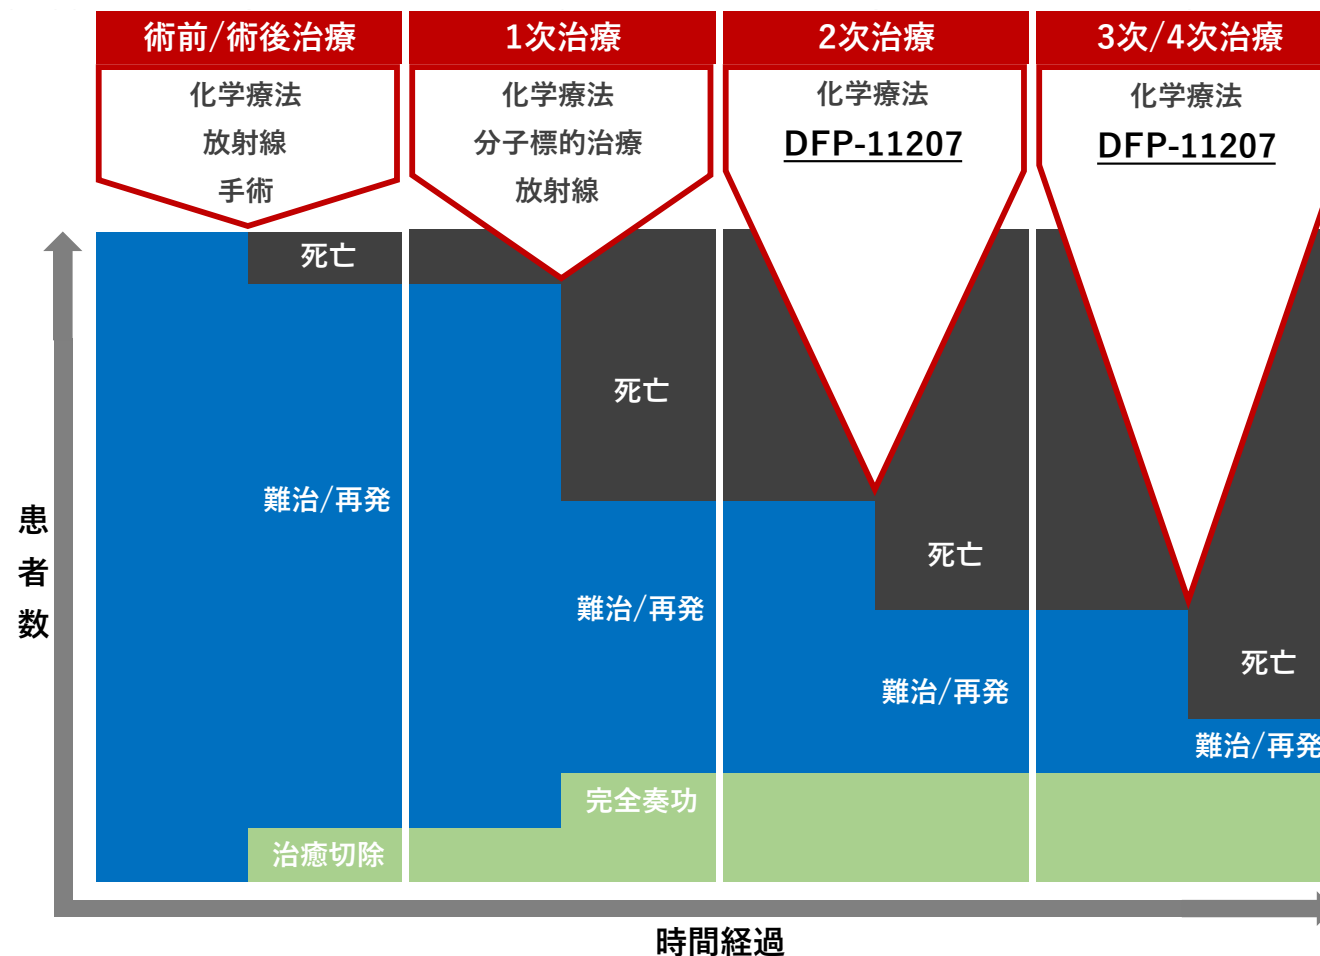 術前/術後治療
化学療法
放射線
手術
1次治療
化学療法
分子標的治療
放射線
2次治療
化学療法
DFP-11207
3次/4次治療
化学療法
DFP-11207
死亡
死亡
死亡
死亡
難治/再発
難治/再発
難治/再発
難治/再発
完全奏功
治癒切除
患者数
時間経過